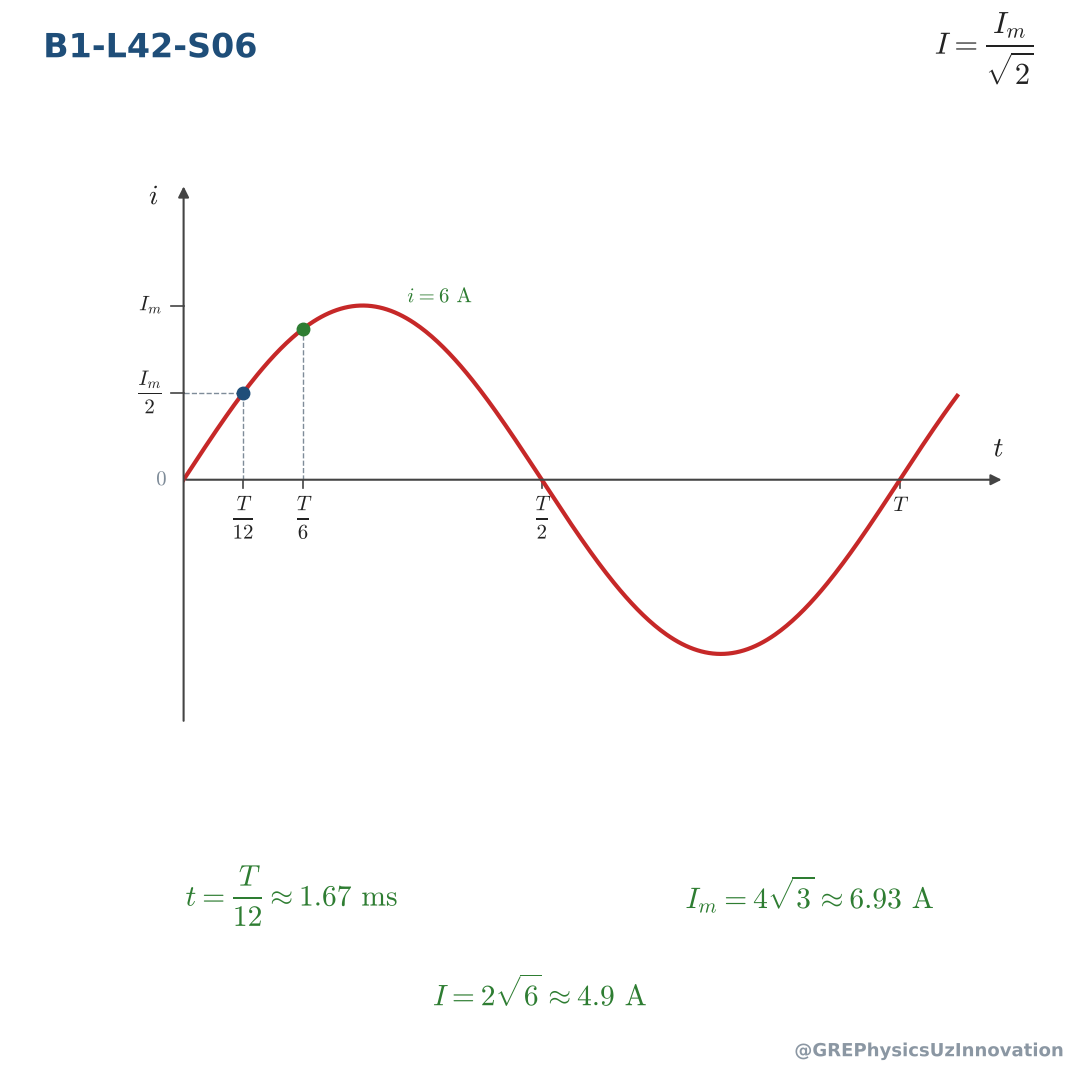 B1-L42-S06
I = I_m / √2
i
i = 6 A
I_m
I_m / 2
t
0
T/12 T/6 T/2 T
t = T/12 ≈ 1.67 ms
I_m = 4√3 ≈ 6.93 A
I = 2√6 ≈ 4.9 A
@GREPhysicsUzInnovation